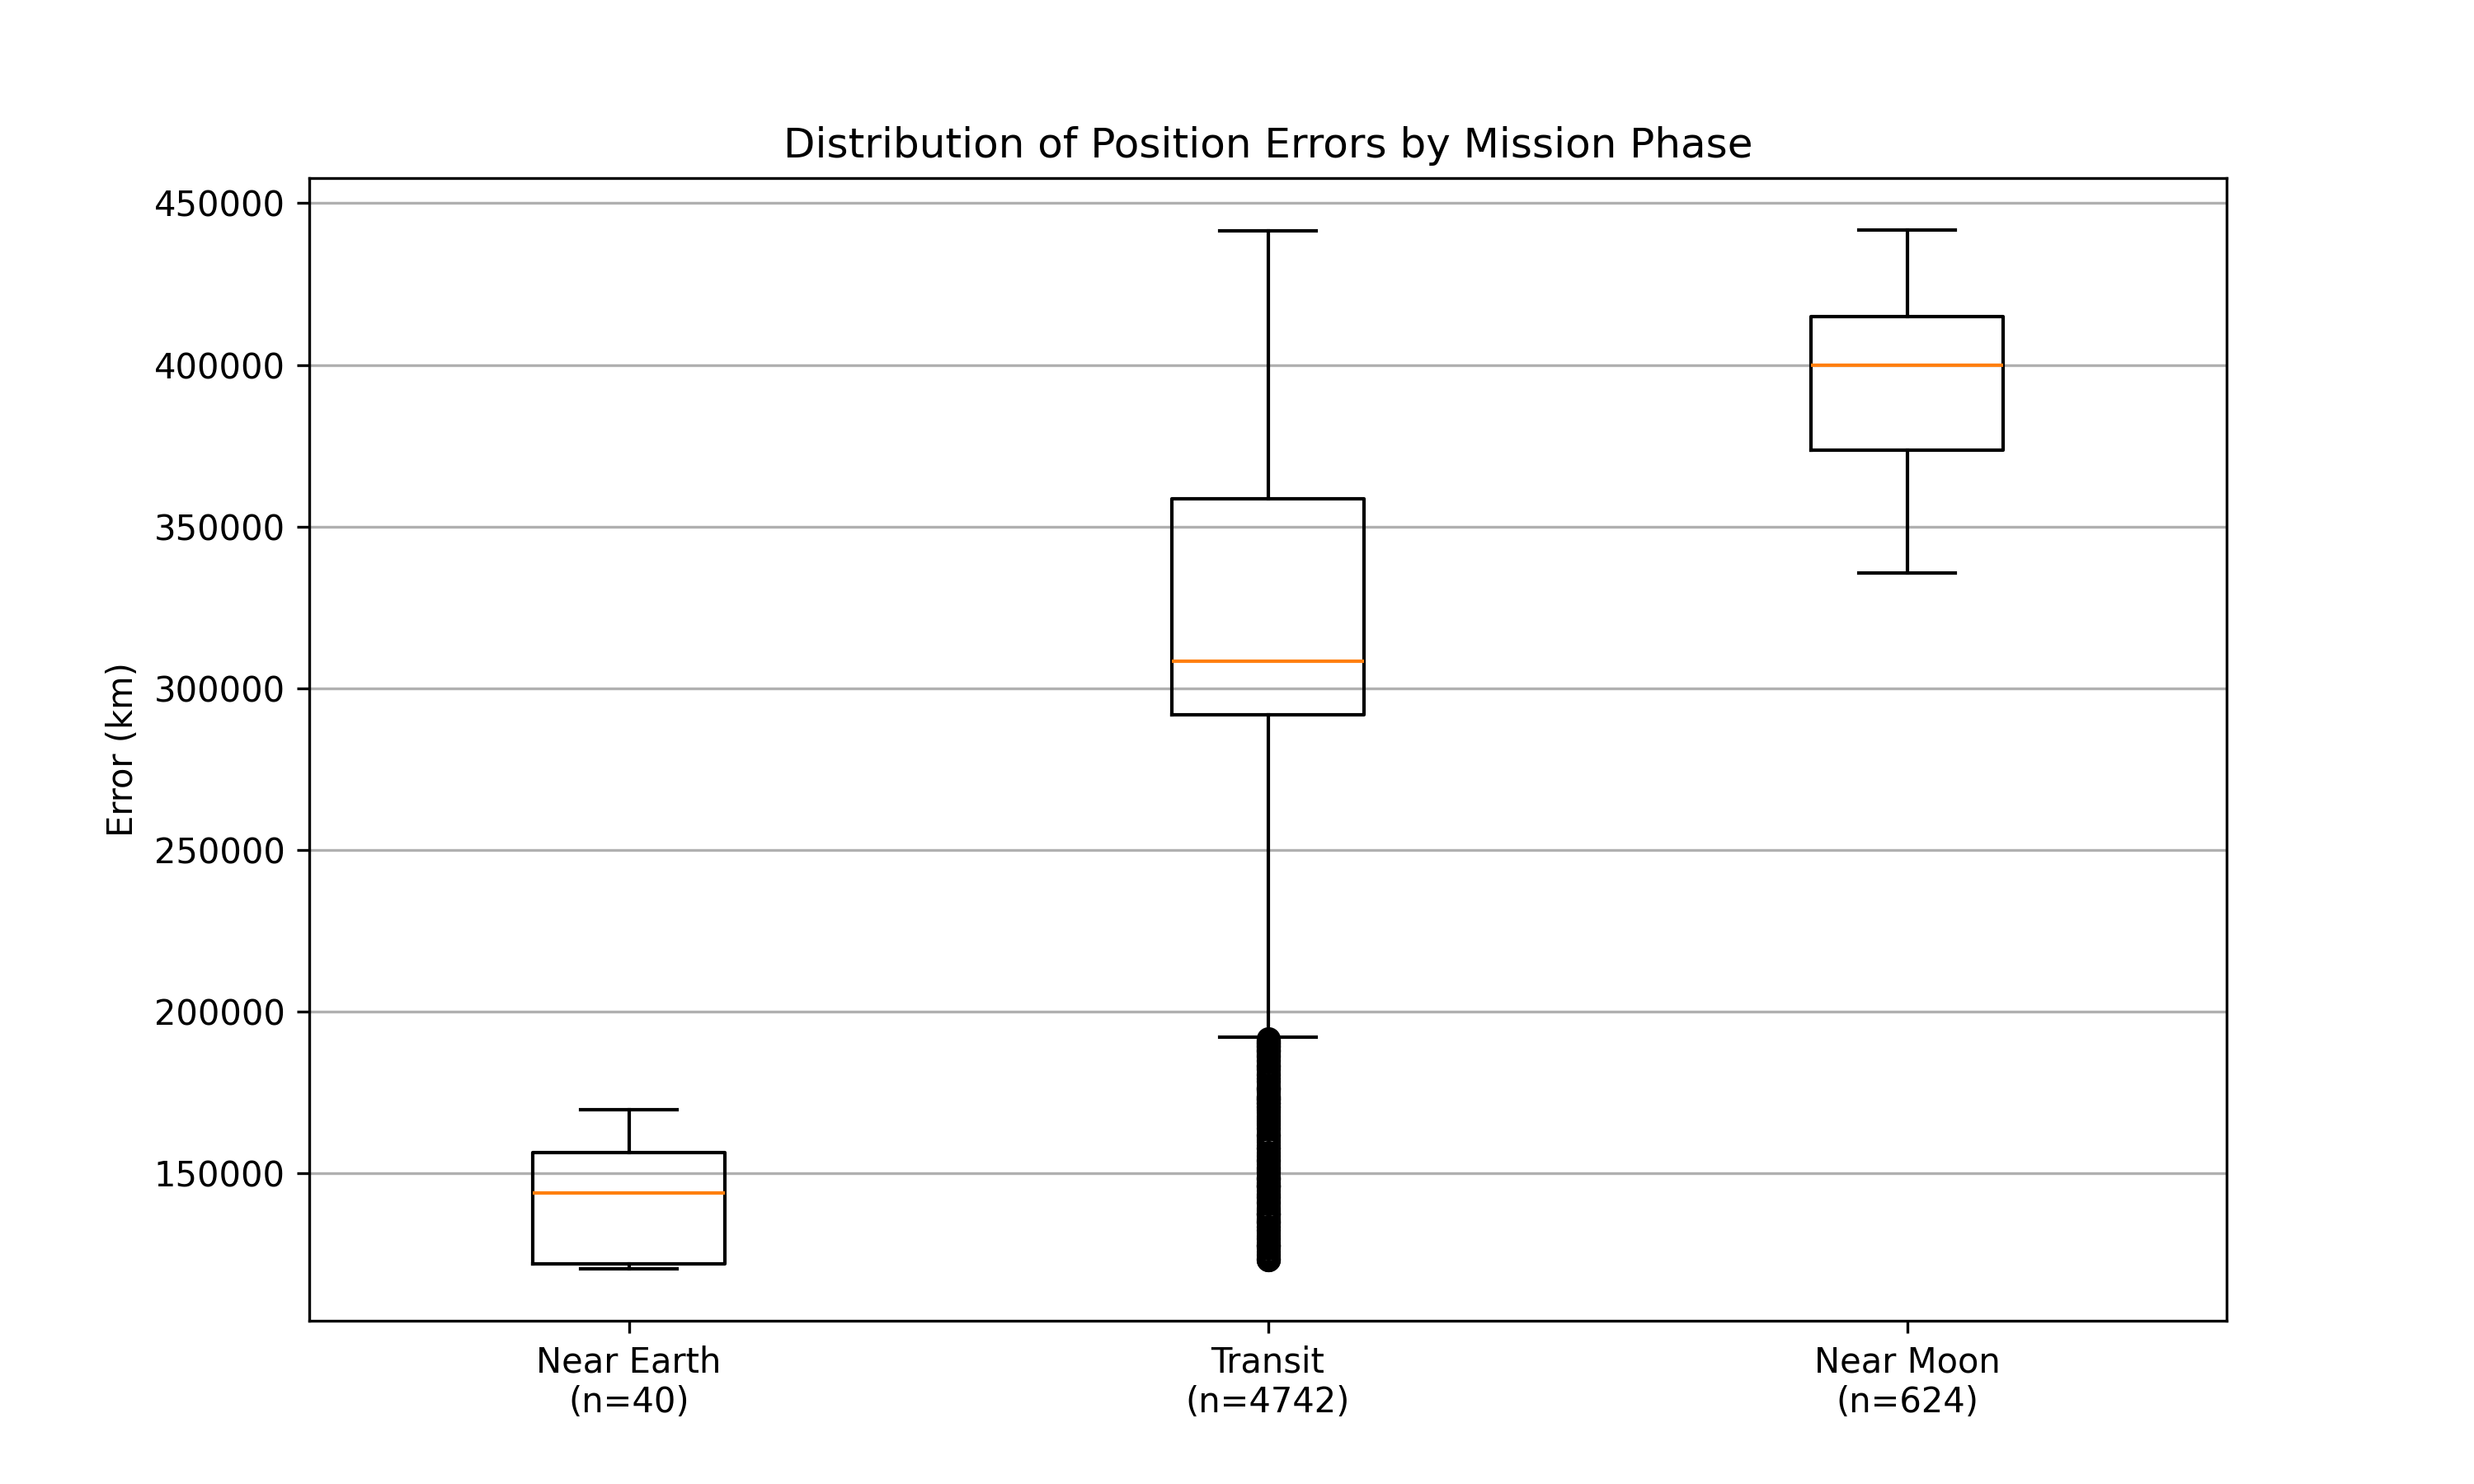 Distribution of Position Errors by Mission Phase
450000
400000
350000
300000
250000
200000
150000
Error (km)
Near Earth
(n=40)
Transit
(n=4742)
Near Moon
(n=624)